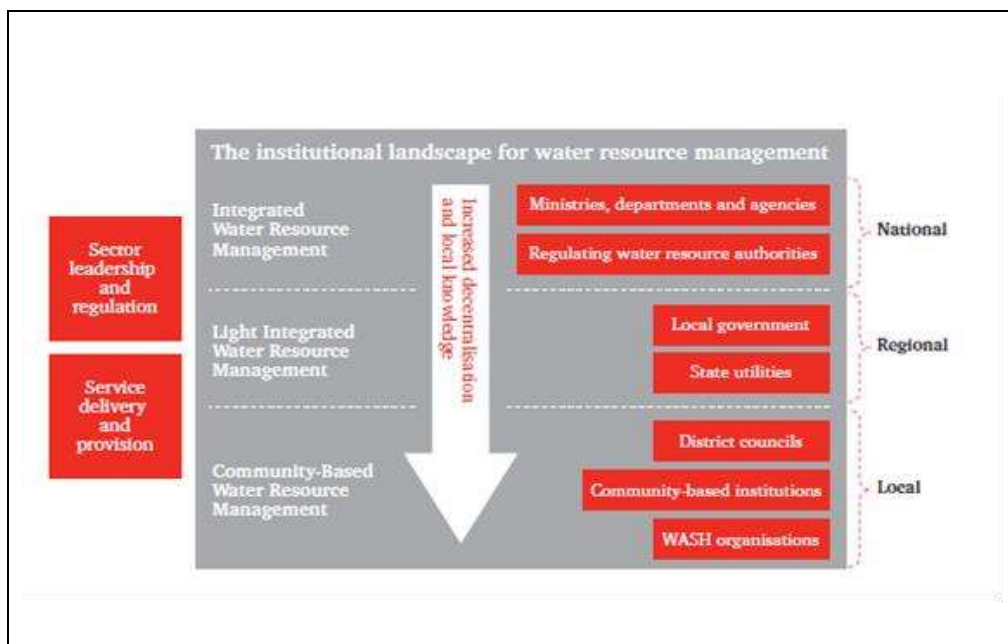 The institutional landscape for water resource management
Sector
leadership
and
regulation
Service
delivery
and
provision
Integrated
Water Resource
Management
Light Integrated
Water Resource
Management
Community-Based
Water Resource
Management
Increased decentralisation
and local knowledge
Ministries, departments and agencies
Regulating water resource authorities
Local government
State utilities
District councils
Community-based institutions
WASH organisations
National
Regional
Local